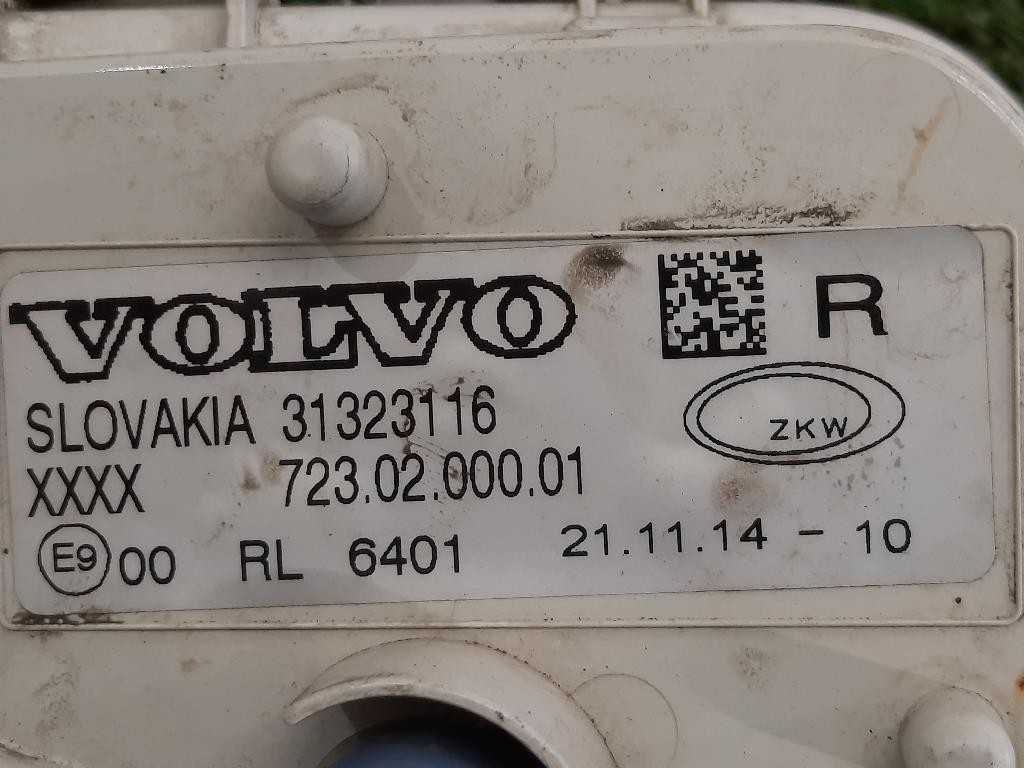 VOLVO R
SLOVAKIA 31323116 ZKW
XXXX 723.02.000.01
E9 00 RL 6401 21.11.14 - 10